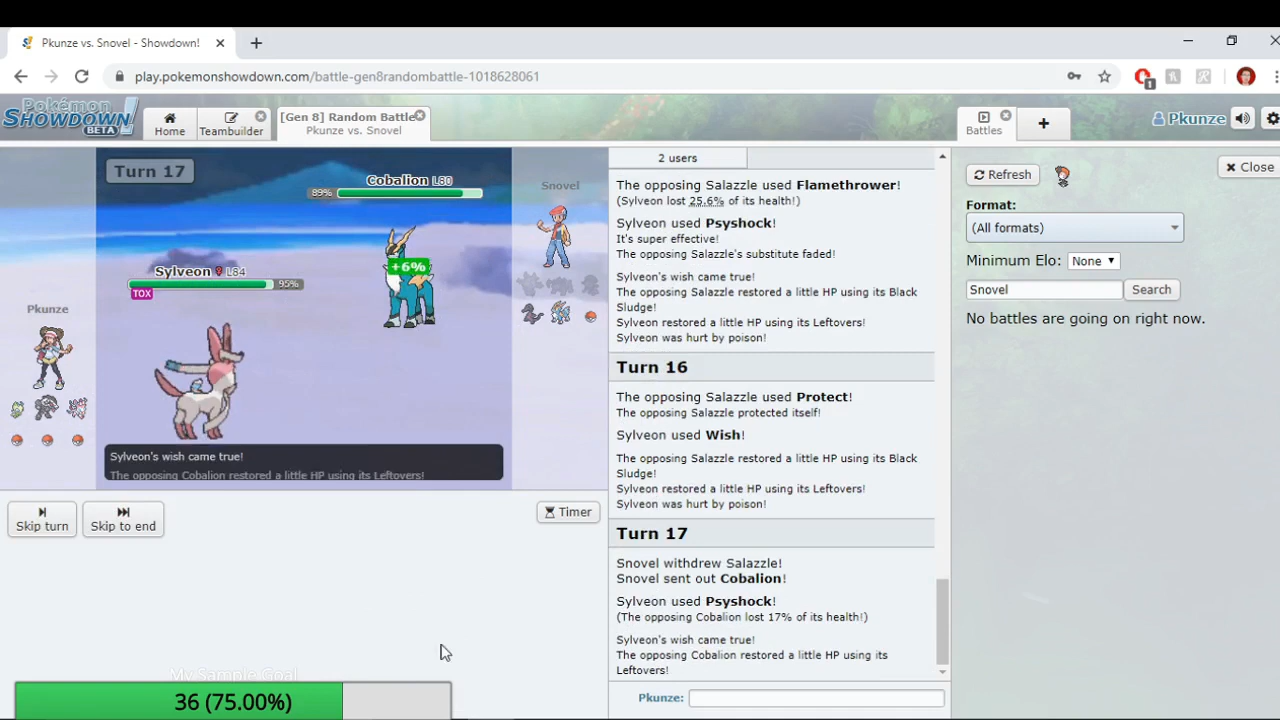 Pkunze vs. Snovel - Showdown!
play.pokemonshowdown.com/battle-gen8randombattle-1018628061
1
Pokémon
SHOWDOWN!
BETA
Home
Teambuilder
[Gen 8] Random Battle
Pkunze vs. Snovel
Battles
Pkunze
Turn 17
Cobalion L80
89%
+6%
Sylveon L84
95%
TOX
Pkunze
Snovel
Sylveon's wish came true!
The opposing Cobalion restored a little HP using its Leftovers!
Skip turn
Skip to end
Timer
My Sample Goal
36 (75.00%)
2 users
The opposing Salazzle used Flamethrower!
(Sylveon lost 25.6% of its health!)
Sylveon used Psyshock!
It's super effective!
The opposing Salazzle's substitute faded!
Sylveon's wish came true!
The opposing Salazzle restored a little HP using its Black
Sludge!
Sylveon restored a little HP using its Leftovers!
Sylveon was hurt by poison!
Turn 16
The opposing Salazzle used Protect!
The opposing Salazzle protected itself!
Sylveon used Wish!
The opposing Salazzle restored a little HP using its Black
Sludge!
Sylveon restored a little HP using its Leftovers!
Sylveon was hurt by poison!
Turn 17
Snovel withdrew Salazzle!
Snovel sent out Cobalion!
Sylveon used Psyshock!
(The opposing Cobalion lost 17% of its health!)
Sylveon's wish came true!
The opposing Cobalion restored a little HP using its
Leftovers!
Pkunze:
Refresh
Close
Format:
(All formats)
Minimum Elo: None
Snovel
Search
No battles are going on right now.